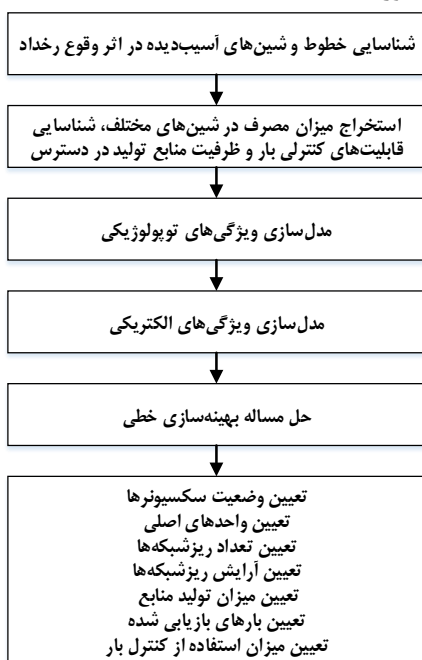 شناسایی خطوط و شین‌های آسیب‌دیده در اثر وقوع رخداد
استخراج میزان مصرف در شین‌های مختلف، شناسایی
قابلیت‌های کنترلی بار و ظرفیت منابع تولید در دسترس
مدل‌سازی ویژگی‌های توپولوژیکی
مدل‌سازی ویژگی‌های الکتریکی
حل مساله بهینه‌سازی خطی
تعیین وضعیت سکسیونرها
تعیین واحدهای اصلی
تعیین تعداد ریزشبکه‌ها
تعیین آرایش ریزشبکه‌ها
تعیین میزان تولید منابع
تعیین بارهای بازیابی شده
تعیین میزان استفاده از کنترل بار